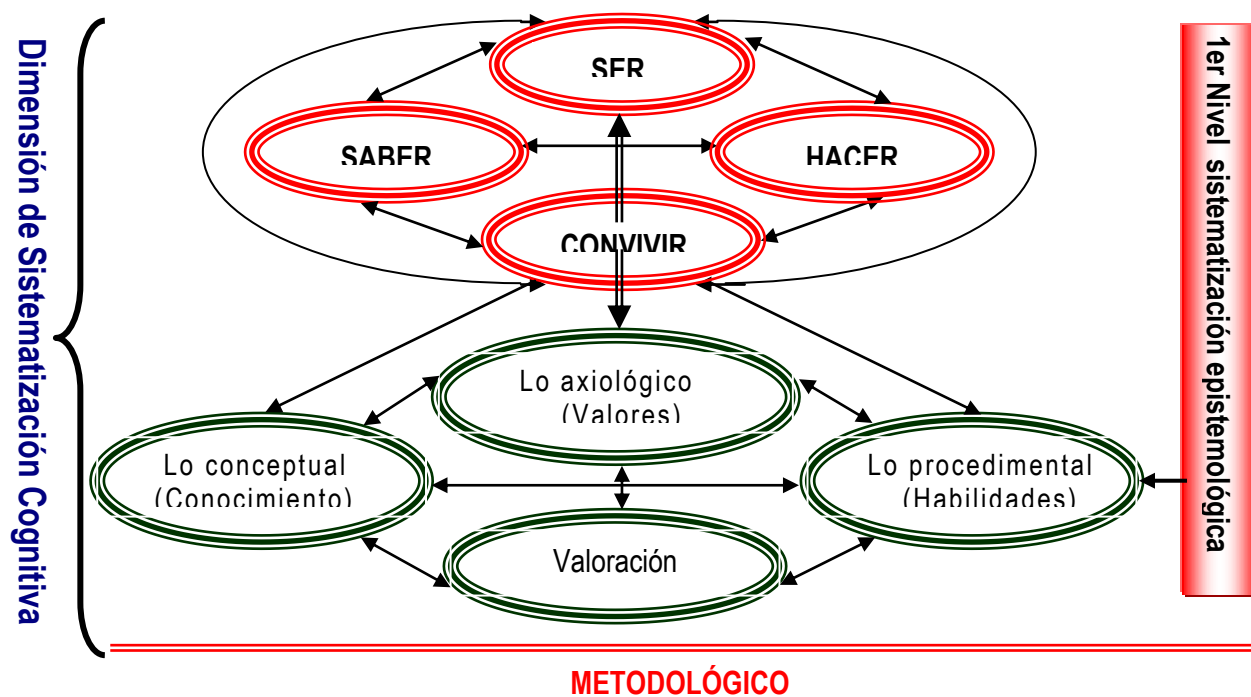 Dimensión de Sistematización Cognitiva
SER
SABER
HACER
CONVIVIR
Lo axiológico
(Valores)
Lo conceptual
(Conocimiento)
Lo procedimental
(Habilidades)
Valoración
1er Nivel sistematización epistemológica
METODOLÓGICO